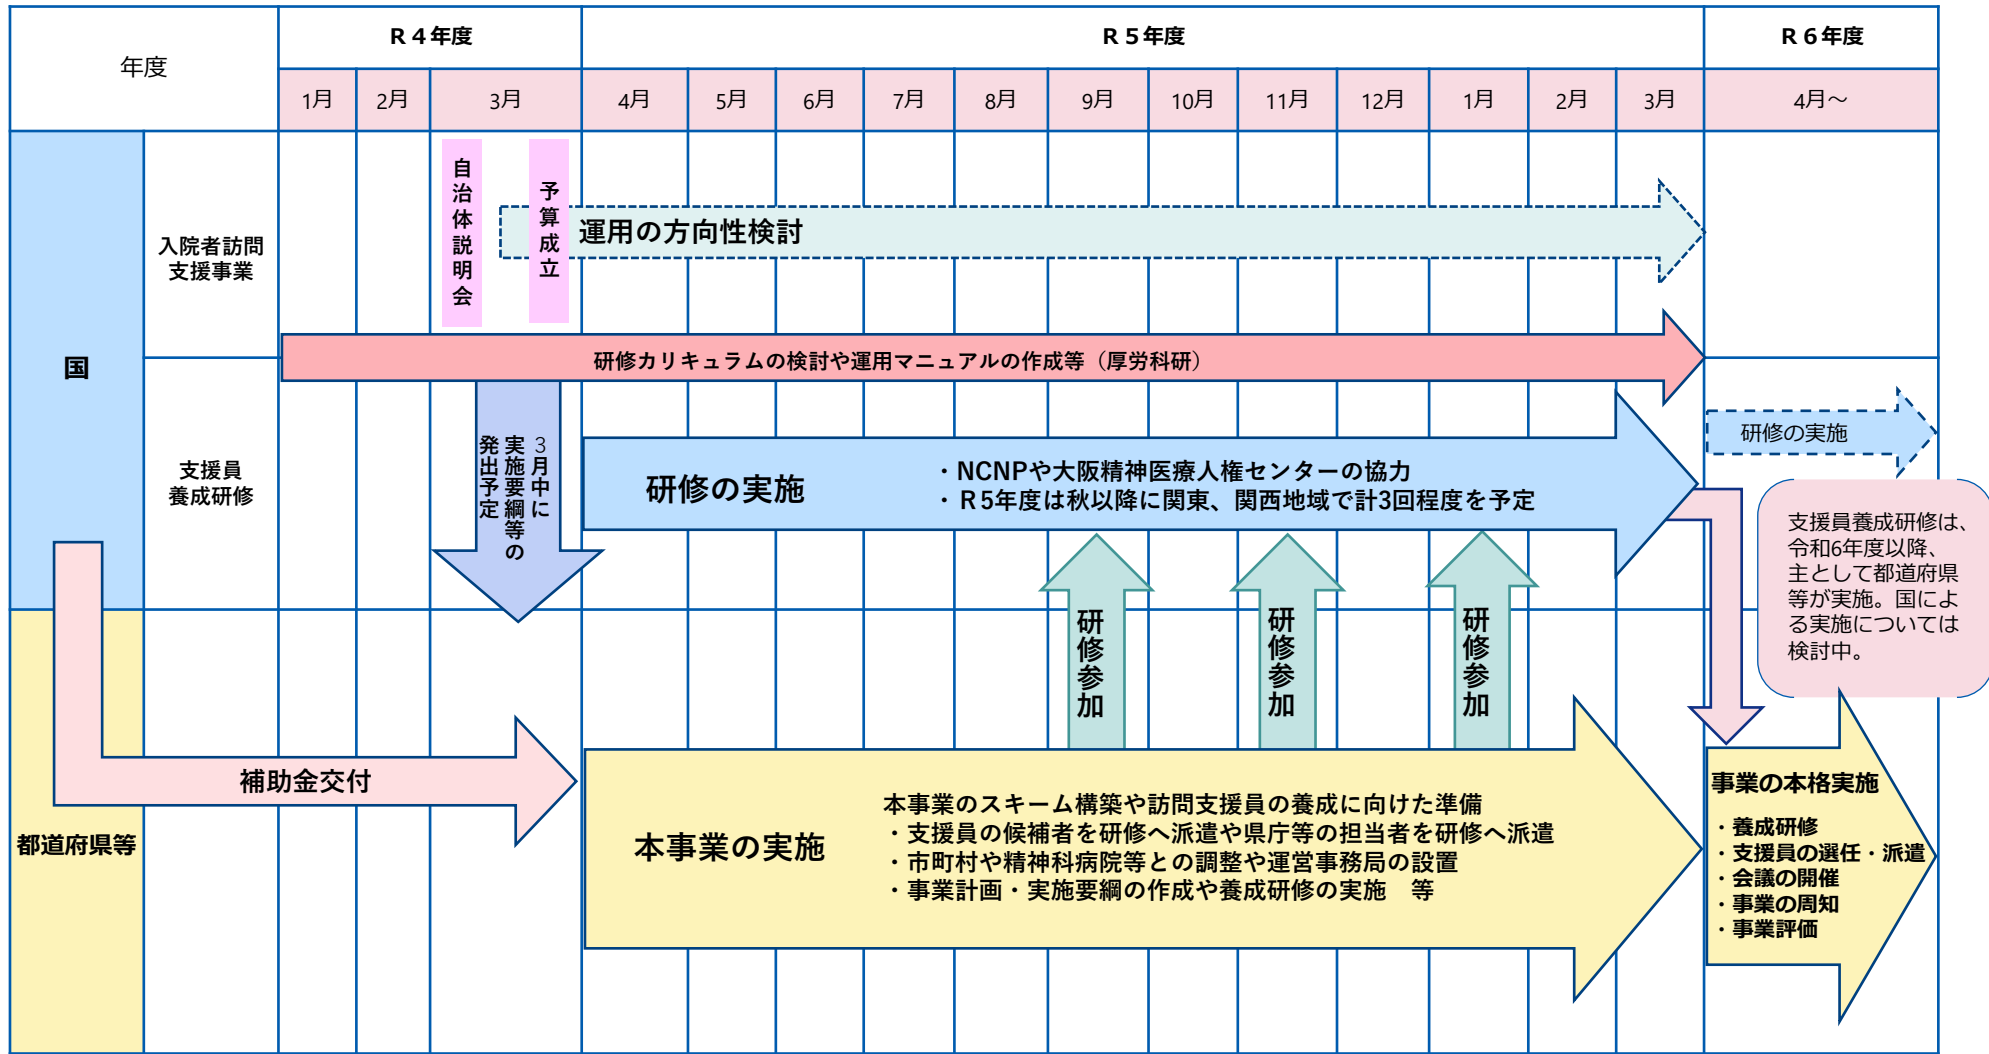 年度
R４年度
R５年度
R６年度
1月
2月
3月
4月
5月
6月
7月
8月
9月
10月
11月
12月
1月
2月
3月
4月～
国
入院者訪問
支援事業
自治体説明会
予算成立
運用の方向性検討
研修カリキュラムの検討や運用マニュアルの作成等（厚労科研）
支援員
養成研修
３月中に
実施要綱等の
発出予定
研修の実施
・NCNPや大阪精神医療人権センターの協力
・R5年度は秋以降に関東、関西地域で計3回程度を予定
研修の実施
支援員養成研修は、
令和6年度以降、
主として都道府県
等が実施。国によ
る実施については
検討中。
研修参加
研修参加
研修参加
都道府県等
補助金交付
本事業の実施
本事業のスキーム構築や訪問支援員の養成に向けた準備
・支援員の候補者を研修へ派遣や県庁等の担当者を研修へ派遣
・市町村や精神科病院等との調整や運営事務局の設置
・事業計画・実施要綱の作成や養成研修の実施　等
事業の本格実施
・養成研修
・支援員の選任・派遣
・会議の開催
・事業の周知
・事業評価